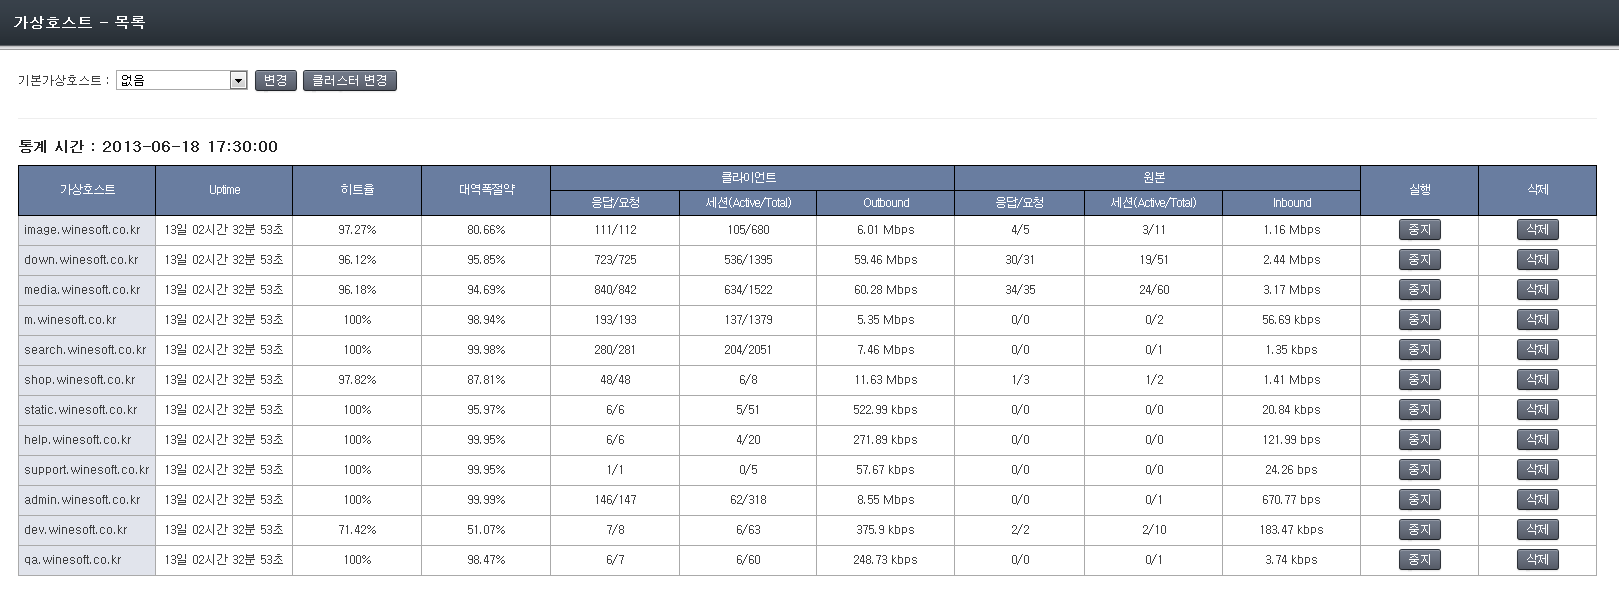 가상호스트 - 목록
기본가상호스트 : 없음 변경 클러스터 변경
통계 시간 : 2013-06-18 17:30:00
가상호스트 Uptime 히트율 대역폭절약 클라이언트 원본 실행 삭제
응답/요청 세션(Active/Total) Outbound 응답/요청 세션(Active/Total) Inbound
image.winesoft.co.kr 13일 02시간 32분 53초 97.27% 80.66% 111/112 105/680 6.01 Mbps 4/5 3/11 1.16 Mbps 중지 삭제
down.winesoft.co.kr 13일 02시간 32분 53초 96.12% 95.85% 723/725 536/1395 59.46 Mbps 30/31 19/51 2.44 Mbps 중지 삭제
media.winesoft.co.kr 13일 02시간 32분 53초 96.18% 94.69% 840/842 634/1522 60.28 Mbps 34/35 24/60 3.17 Mbps 중지 삭제
m.winesoft.co.kr 13일 02시간 32분 53초 100% 98.94% 193/193 137/1379 5.35 Mbps 0/0 0/2 56.69 kbps 중지 삭제
search.winesoft.co.kr 13일 02시간 32분 53초 100% 99.98% 280/281 204/2051 7.46 Mbps 0/0 0/1 1.35 kbps 중지 삭제
shop.winesoft.co.kr 13일 02시간 32분 53초 97.82% 87.81% 48/48 6/8 11.63 Mbps 1/3 1/2 1.41 Mbps 중지 삭제
static.winesoft.co.kr 13일 02시간 32분 53초 100% 95.97% 6/6 5/51 522.99 kbps 0/0 0/0 20.84 kbps 중지 삭제
help.winesoft.co.kr 13일 02시간 32분 53초 100% 99.95% 6/6 4/20 271.89 kbps 0/0 0/0 121.99 bps 중지 삭제
support.winesoft.co.kr 13일 02시간 32분 53초 100% 99.95% 1/1 0/5 57.67 kbps 0/0 0/0 24.26 bps 중지 삭제
admin.winesoft.co.kr 13일 02시간 32분 53초 100% 99.99% 146/147 62/318 8.55 Mbps 0/0 0/1 670.77 bps 중지 삭제
dev.winesoft.co.kr 13일 02시간 32분 53초 71.42% 51.07% 7/8 6/63 375.9 kbps 2/2 2/10 183.47 kbps 중지 삭제
qa.winesoft.co.kr 13일 02시간 32분 53초 100% 98.47% 6/7 6/60 248.73 kbps 0/0 0/1 3.74 kbps 중지 삭제